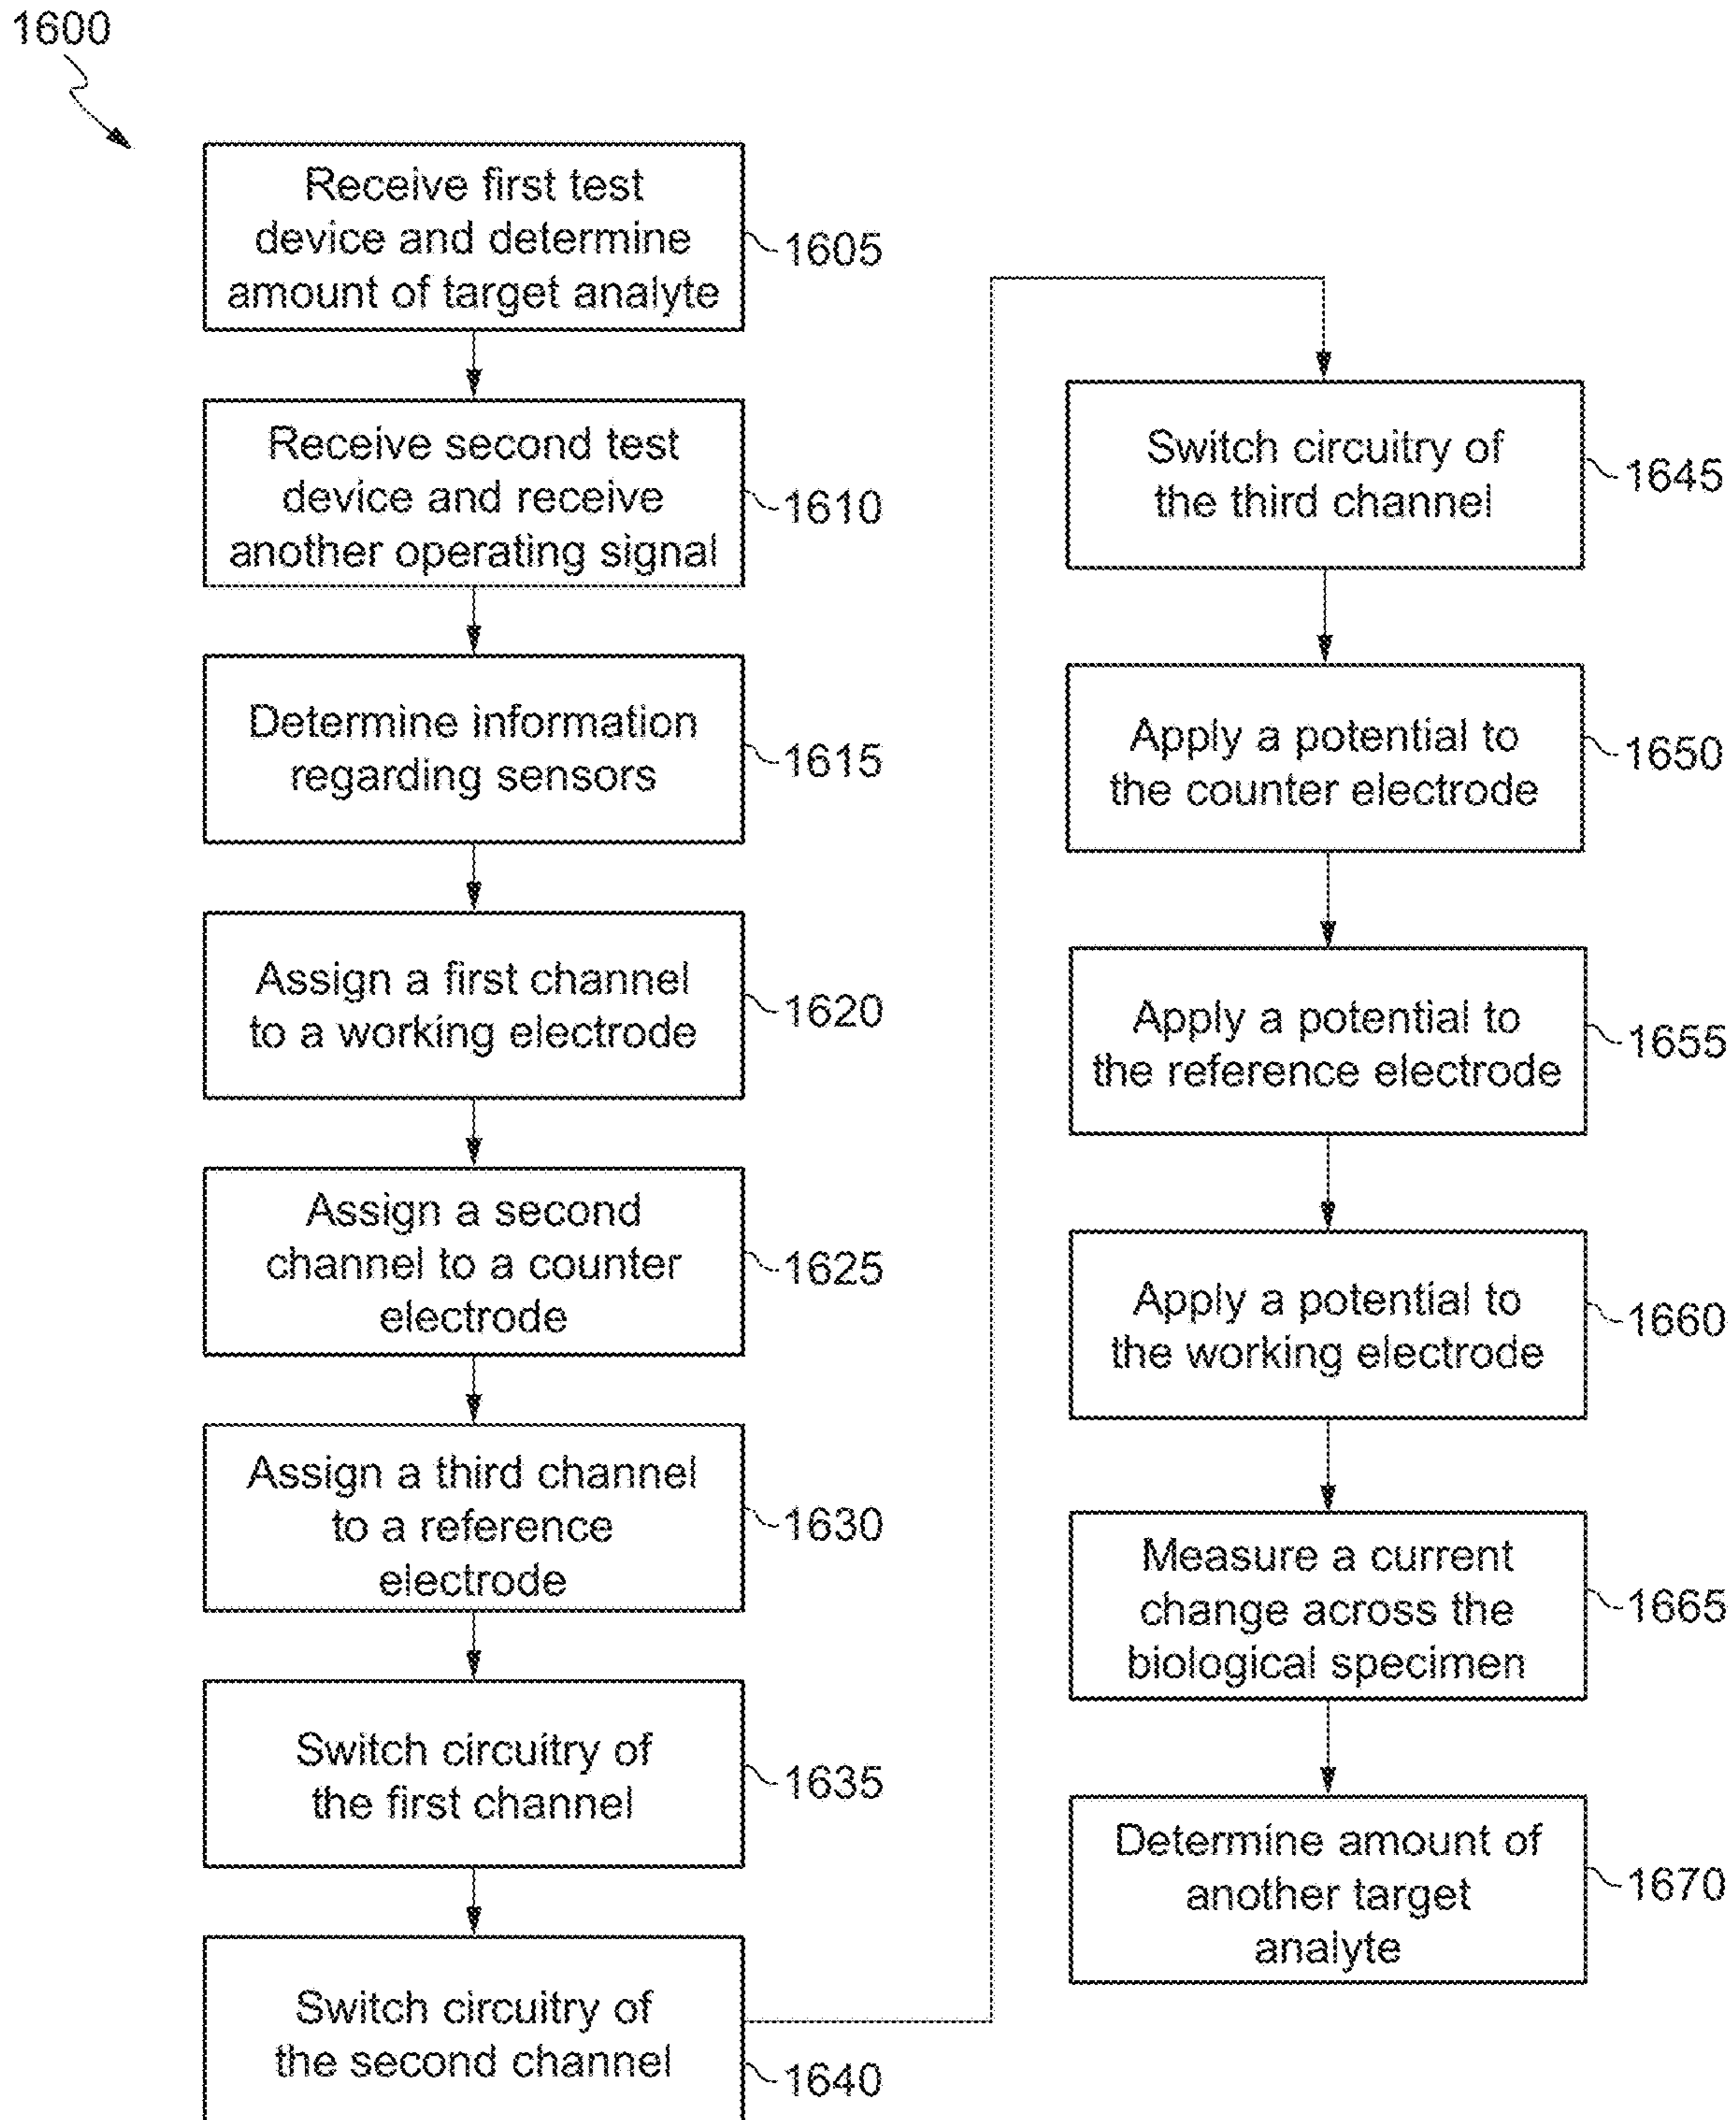 1600
Receive first test
device and determine
amount of target analyte
1605
Receive second test
device and receive
another operating signal
1610
Determine information
regarding sensors
1615
Assign a first channel
to a working electrode
1620
Assign a second
channel to a counter
electrode
1625
Assign a third channel
to a reference
electrode
1630
Switch circuitry of
the first channel
1635
Switch circuitry of
the second channel
1640
Switch circuitry of
the third channel
1645
Apply a potential to
the counter electrode
1650
Apply a potential to
the reference electrode
1655
Apply a potential to
the working electrode
1660
Measure a current
change across the
biological specimen
1665
Determine amount of
another target
analyte
1670